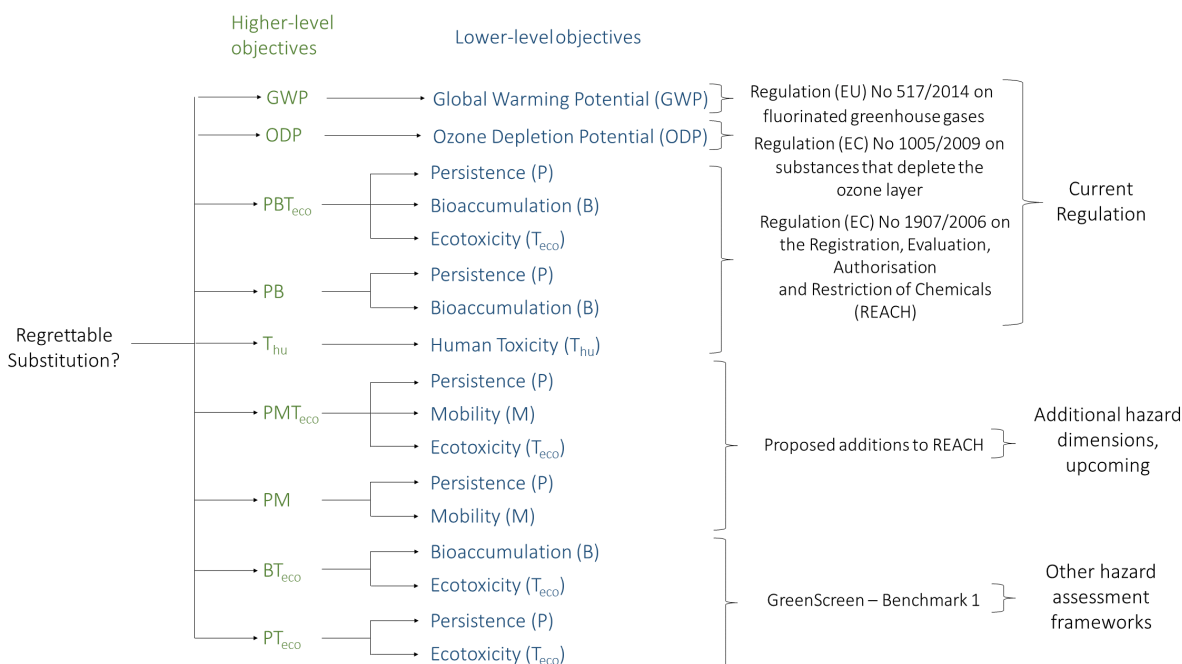 Higher-level
objectives
Lower-level objectives
GWP
Global Warming Potential (GWP)
Regulation (EU) No 517/2014 on
fluorinated greenhouse gases
ODP
Ozone Depletion Potential (ODP)
Regulation (EC) No 1005/2009 on
substances that deplete the
ozone layer
PBTeco
Persistence (P)
Bioaccumulation (B)
Ecotoxicity (Teco)
Regulation (EC) No 1907/2006 on
the Registration, Evaluation,
Authorisation
and Restriction of Chemicals
(REACH)
Current
Regulation
PB
Persistence (P)
Bioaccumulation (B)
Regrettable
Substitution?
Thu
Human Toxicity (Thu)
PMTeco
Persistence (P)
Mobility (M)
Ecotoxicity (Teco)
Proposed additions to REACH
Additional hazard
dimensions,
upcoming
PM
Persistence (P)
Mobility (M)
BTeco
Bioaccumulation (B)
Ecotoxicity (Teco)
GreenScreen – Benchmark 1
Other hazard
assessment
frameworks
PTeco
Persistence (P)
Ecotoxicity (Teco)